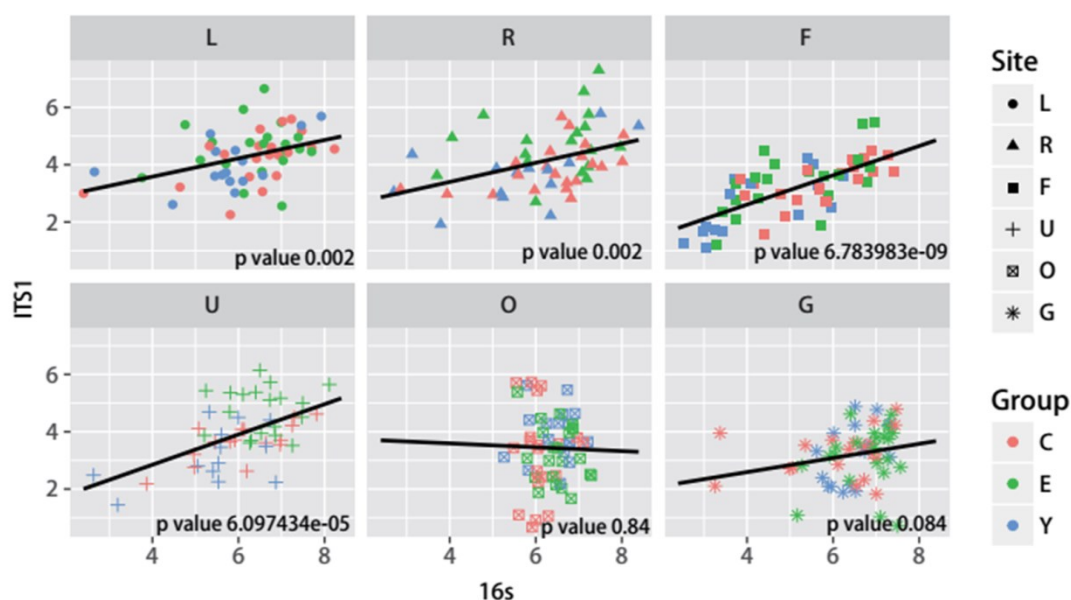 L R F
Site
L
R
F
U
O
G
6
4
2
p value 0.002 p value 0.002 p value 6.783983e-09
ITS1
U O G
6
4
2
p value 6.097434e-05 p value 0.84 p value 0.084
4 6 8 4 6 8 4 6 8
16s
Group
C
E
Y